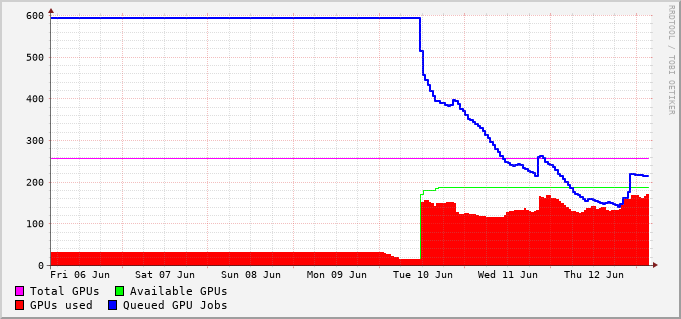 600
500
400
300
200
100
0
Fri 06 Jun Sat 07 Jun Sun 08 Jun Mon 09 Jun Tue 10 Jun Wed 11 Jun Thu 12 Jun
Total GPUs Available GPUs
GPUs used Queued GPU Jobs
RRDTOOL / TOBI OETIKER